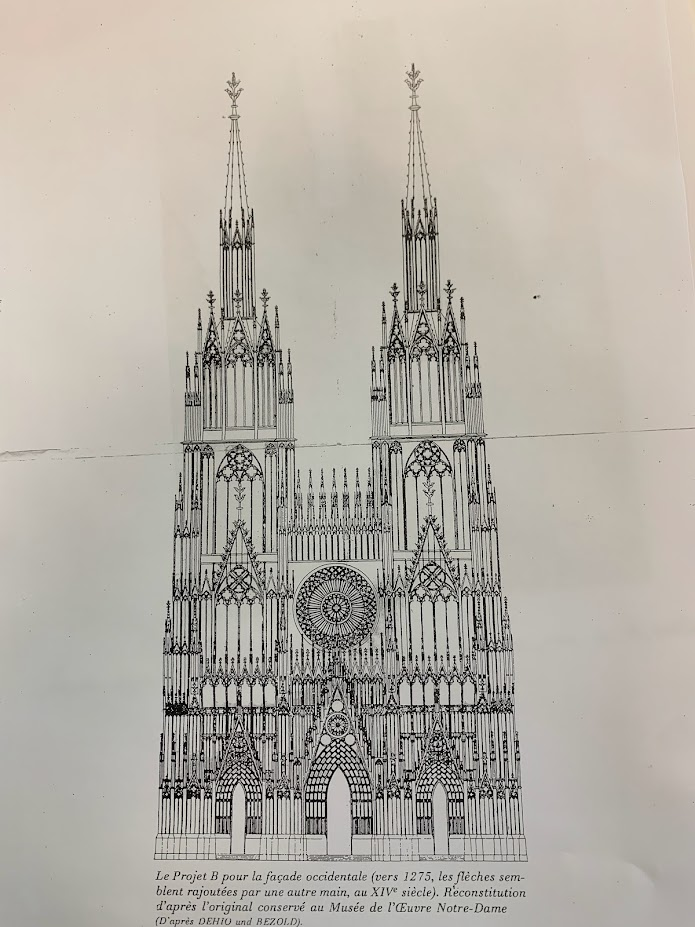 Le Projet B pour la façade occidentale (vers 1275, les flèches sem-
blent rajoutées par une autre main, au XIVe siècle). Reconstitution
d'après l'original conservé au Musée de l'Œuvre Notre-Dame
(D'après DEHIO und BEZOLD).